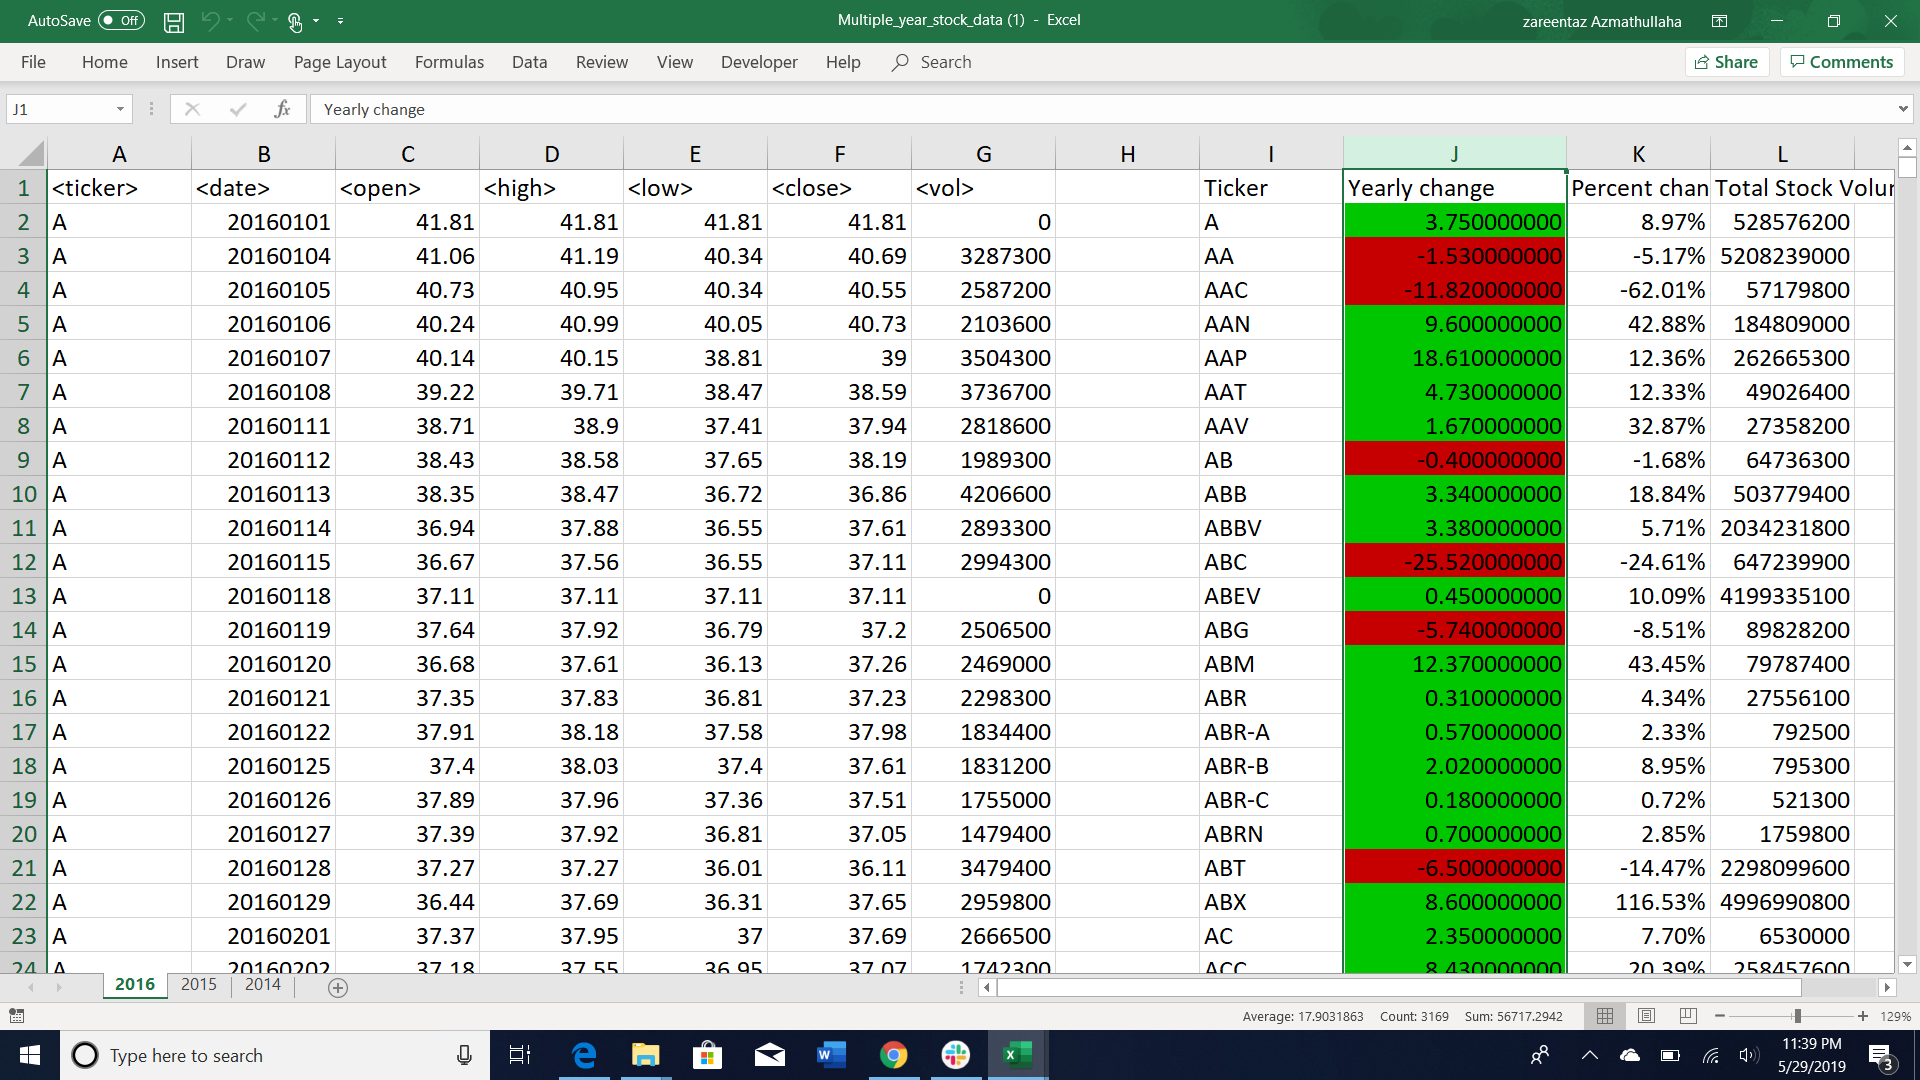 AutoSave Off Multiple_year_stock_data (1) - Excel zareentaz Azmathullaha
File Home Insert Draw Page Layout Formulas Data Review View Developer Help Search Share Comments
J1 fx Yearly change
A B C D E F G H I J K L
1 <ticker> <date> <open> <high> <low> <close> <vol> Ticker Yearly change Percent chan Total Stock Volur
2 A 20160101 41.81 41.81 41.81 41.81 0 A 3.750000000 8.97% 528576200
3 A 20160104 41.06 41.19 40.34 40.69 3287300 AA -1.530000000 -5.17% 5208239000
4 A 20160105 40.73 40.95 40.34 40.55 2587200 AAC -11.820000000 -62.01% 57179800
5 A 20160106 40.24 40.99 40.05 40.73 2103600 AAN 9.600000000 42.88% 184809000
6 A 20160107 40.14 40.15 38.81 39 3504300 AAP 18.610000000 12.36% 262665300
7 A 20160108 39.22 39.71 38.47 38.59 3736700 AAT 4.730000000 12.33% 49026400
8 A 20160111 38.71 38.9 37.41 37.94 2818600 AAV 1.670000000 32.87% 27358200
9 A 20160112 38.43 38.58 37.65 38.19 1989300 AB -0.400000000 -1.68% 64736300
10 A 20160113 38.35 38.47 36.72 36.86 4206600 ABB 3.340000000 18.84% 503779400
11 A 20160114 36.94 37.88 36.55 37.61 2893300 ABBV 3.380000000 5.71% 2034231800
12 A 20160115 36.67 37.56 36.55 37.11 2994300 ABC -25.520000000 -24.61% 647239900
13 A 20160118 37.11 37.11 37.11 37.11 0 ABEV 0.450000000 10.09% 4199335100
14 A 20160119 37.64 37.92 36.79 37.2 2506500 ABG -5.740000000 -8.51% 89828200
15 A 20160120 36.68 37.61 36.13 37.26 2469000 ABM 12.370000000 43.45% 79787400
16 A 20160121 37.35 37.83 36.81 37.23 2298300 ABR 0.310000000 4.34% 27556100
17 A 20160122 37.91 38.18 37.58 37.98 1834400 ABR-A 0.570000000 2.33% 792500
18 A 20160125 37.4 38.03 37.4 37.61 1831200 ABR-B 2.020000000 8.95% 795300
19 A 20160126 37.89 37.96 37.36 37.51 1755000 ABR-C 0.180000000 0.72% 521300
20 A 20160127 37.39 37.92 36.81 37.05 1479400 ABRN 0.700000000 2.85% 1759800
21 A 20160128 37.27 37.27 36.01 36.11 3479400 ABT -6.500000000 -14.47% 2298099600
22 A 20160129 36.44 37.69 36.31 37.65 2959800 ABX 8.600000000 116.53% 4996990800
23 A 20160201 37.37 37.95 37 37.69 2666500 AC 2.350000000 7.70% 6530000
24 A 20160202 37.18 37.55 36.95 37.07 1742300 ACC 8.430000000 20.39% 258457600
2016 2015 2014
Average: 17.9031863 Count: 3169 Sum: 56717.2942 129%
Type here to search 11:39 PM
5/29/2019 3